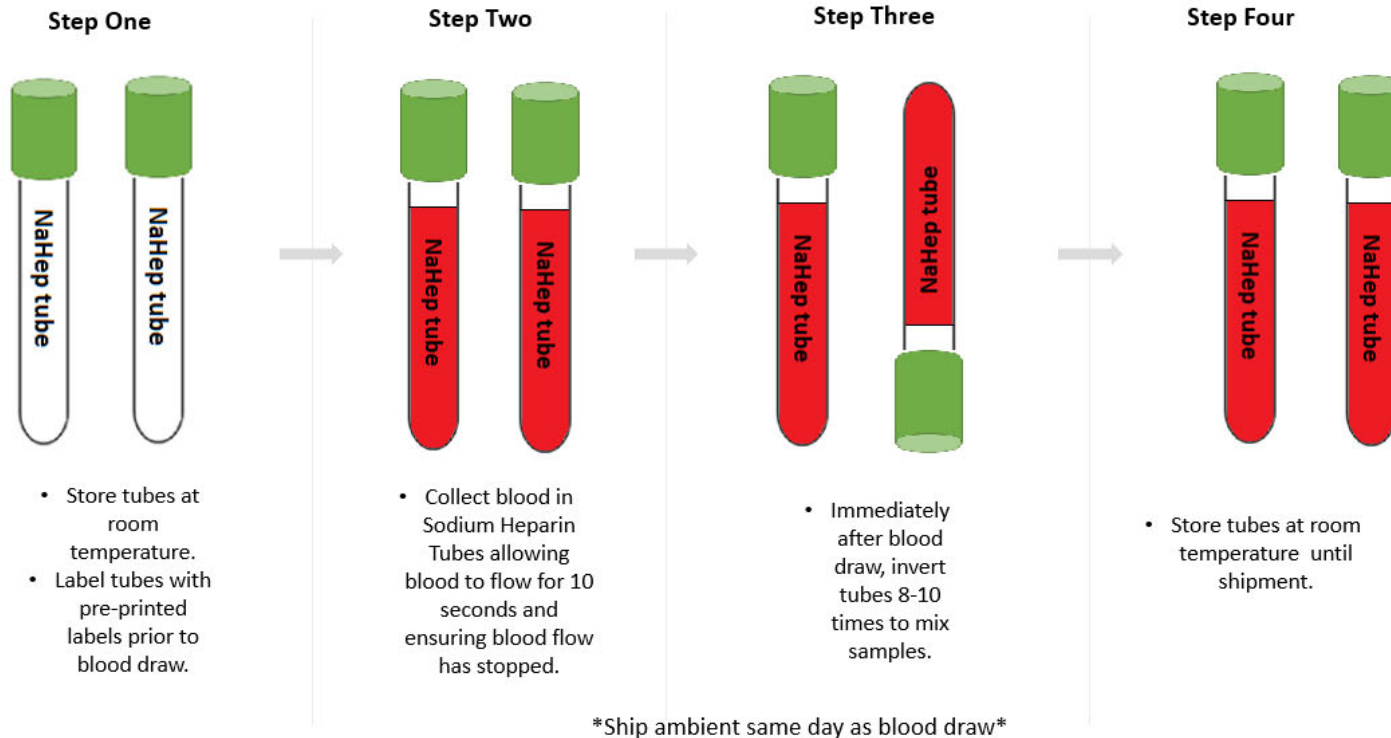 Step One
NaHep tube
NaHep tube
• Store tubes at
room
temperature.
• Label tubes with
pre-printed
labels prior to
blood draw.
Step Two
NaHep tube
NaHep tube
• Collect blood in
Sodium Heparin
Tubes allowing
blood to flow for 10
seconds and
ensuring blood flow
has stopped.
Step Three
NaHep tube
NaHep tube
• Immediately
after blood
draw, invert
tubes 8-10
times to mix
samples.
Step Four
NaHep tube
NaHep tube
• Store tubes at room
temperature until
shipment.
*Ship ambient same day as blood draw*